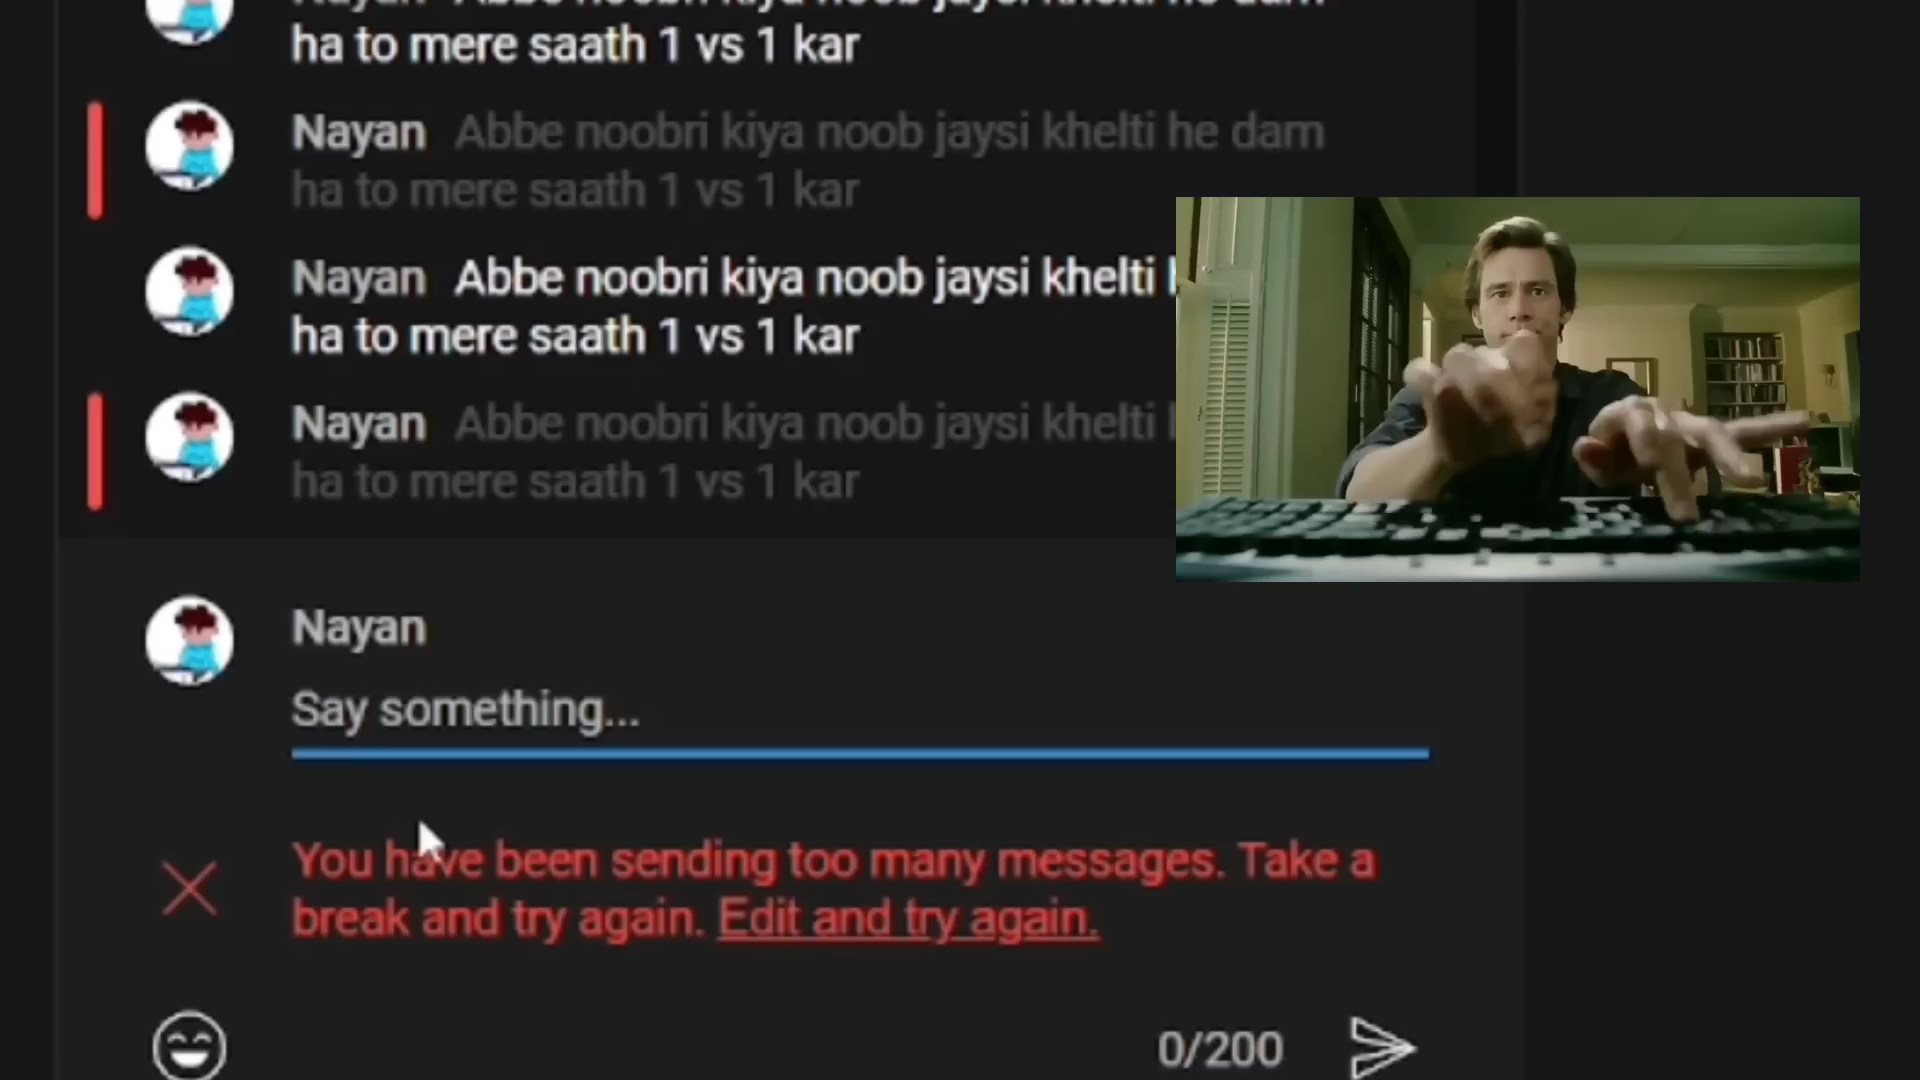 ha to mere saath 1 vs 1 kar
Nayan Abbe noobri kiya noob jaysi khelti he dam
ha to mere saath 1 vs 1 kar
Nayan Abbe noobri kiya noob jaysi khelti
ha to mere saath 1 vs 1 kar
Nayan Abbe noobri kiya noob jaysi khelti
ha to mere saath 1 vs 1 kar
Nayan
Say something...
You have been sending too many messages. Take a
break and try again. Edit and try again.
0/200